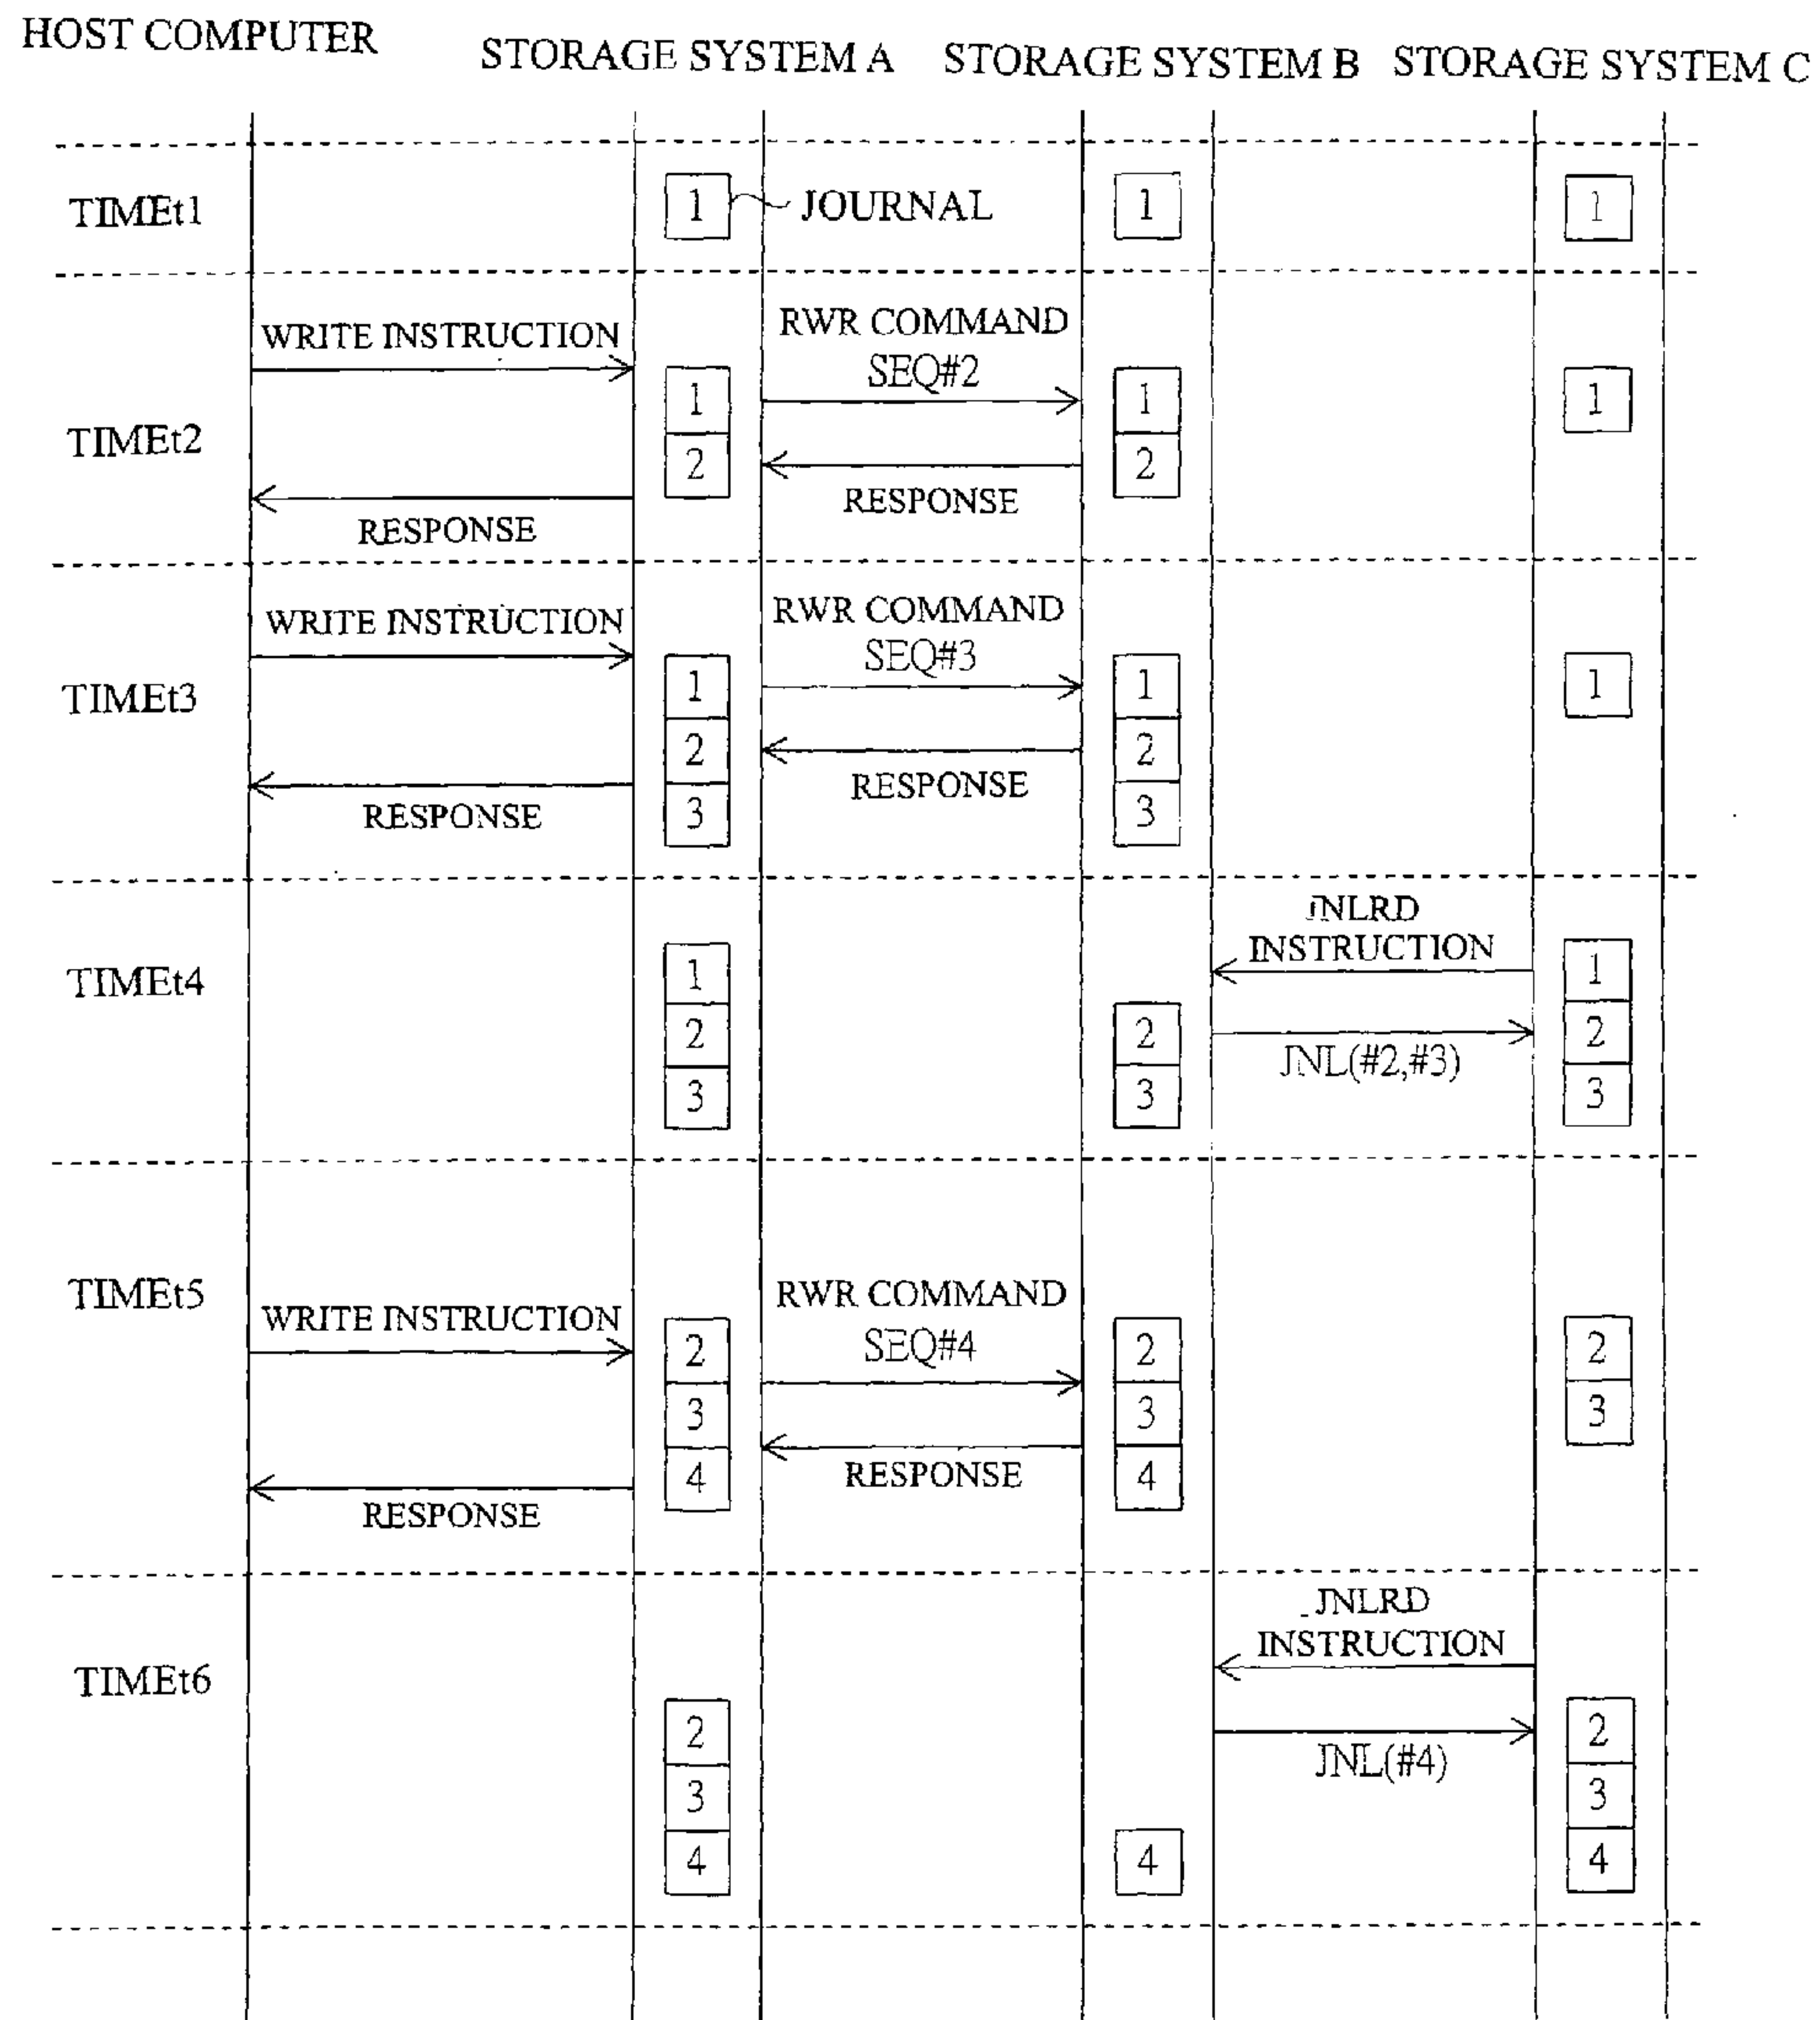 HOST COMPUTER
STORAGE SYSTEM A
STORAGE SYSTEM B
STORAGE SYSTEM C
TIMEt1
1
JOURNAL
1
1
TIMEt2
WRITE INSTRUCTION
RESPONSE
1
2
RWR COMMAND
SEQ#2
RESPONSE
1
2
1
TIMEt3
WRITE INSTRUCTION
RESPONSE
1
2
3
RWR COMMAND
SEQ#3
RESPONSE
1
2
3
1
TIMEt4
1
2
3
2
3
JNLRD
INSTRUCTION
JNL(#2,#3)
1
2
3
TIMEt5
WRITE INSTRUCTION
RESPONSE
2
3
4
RWR COMMAND
SEQ#4
RESPONSE
2
3
4
2
3
TIMEt6
2
3
4
4
JNLRD
INSTRUCTION
JNL(#4)
2
3
4